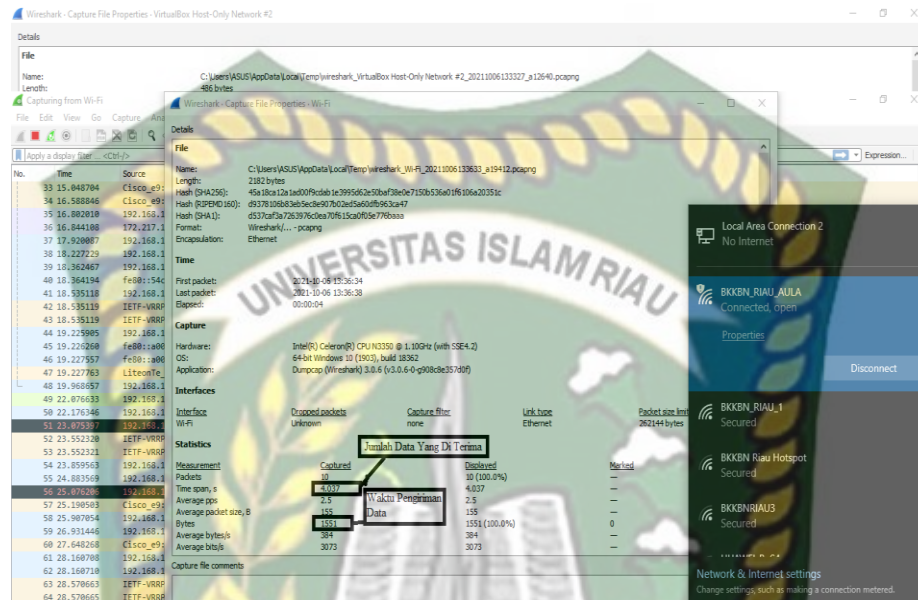 Wireshark - Capture File Properties - VirtualBox Host-Only Network #2
Details
File
Name: C:\Users\ASUS\AppData\Local\Temp\wireshark_VirtualBox Host-Only Network #2_20211006133327_a12640.pcapng
Length: 486 bytes
Capturing from Wi-Fi
File Edit View Go Capture
Apply a display filter ... <Ctrl-/>
Expression...
No. Time Source
33 15.048704 Cisco_e9:
34 16.588846 Cisco_e9:
35 16.802010 192.168.1
36 16.844108 172.217.1
37 17.920087 192.168.1
38 18.227229 192.168.1
39 18.362467 192.168.1
40 18.364194 fe80::54c
41 18.535118 192.168.1
42 18.535119 IETF-VRRP
43 18.535119 IETF-VRRP
44 19.225905 192.168.1
45 19.226260 fe80::a00
46 19.227557 fe80::a00
47 19.227763 LiteonTe_
48 19.968657 192.168.1
49 22.076633 192.168.1
50 22.176346 192.168.1
51 23.075397 192.168.1
52 23.552320 IETF-VRRP
53 23.552321 IETF-VRRP
54 23.859563 192.168.1
55 24.883569 192.168.1
56 25.076206 192.168.1
57 25.190503 Cisco_e9:
58 25.907054 192.168.1
59 26.931446 192.168.1
60 27.648268 Cisco_e9:
61 28.160708 192.168.1
62 28.160710 192.168.1
63 28.570663 IETF-VRRP
64 28.570665 IETF-VRRP
Wireshark - Capture File Properties - Wi-Fi
Details
File
Name: C:\Users\ASUS\AppData\Local\Temp\wireshark_Wi-Fi_20211006133633_a19412.pcapng
Length: 2182 bytes
Hash (SHA256): 45a18ca12a1ad00f9cdab1e3995d62e50baf38e0e7150b536a01f6106a20351c
Hash (RIPEMD160): d9378106b83eb5ec8e907b02ed5a60dfb963ca47
Hash (SHA1): d537caf3a7263976c0ea70f615ca0f05e776baaa
Format: Wireshark/... - pcapng
Encapsulation: Ethernet
Time
First packet: 2021-10-06 13:36:34
Last packet: 2021-10-06 13:36:38
Elapsed: 00:00:04
Capture
Hardware: Intel(R) Celeron(R) CPU N3350 @ 1.10GHz (with SSE4.2)
OS: 64-bit Windows 10 (1903), build 18362
Application: Dumpcap (Wireshark) 3.0.6 (v3.0.6-0-g908c8e357d0f)
Interfaces
Interface Dropped packets Capture filter Link type Packet size limit
Wi-Fi Unknown none Ethernet 262144 bytes
Statistics
Jumlah Data Yang Di Terima
Measurement Captured Displayed Marked
Packets 10 10 (100.0%) —
Time span, s 4.037 4.037 —
Average pps 2.5 2.5 —
Average packet size, B 155 155 —
Bytes 1551 1551 (100.0%) 0
Average bytes/s 384 384 —
Average bits/s 3073 3073 —
Waktu Pengiriman
Data
Capture file comments
UNIVERSITAS ISLAM RIAU
Local Area Connection 2
No Internet
BKKBN_RIAU_AULA
Connected, open
Properties
Disconnect
BKKBN_RIAU_1
Secured
BKKBN Riau Hotspot
Secured
BKKBNRIAU3
Secured
Network & Internet settings
Change settings, such as making a connection metered.